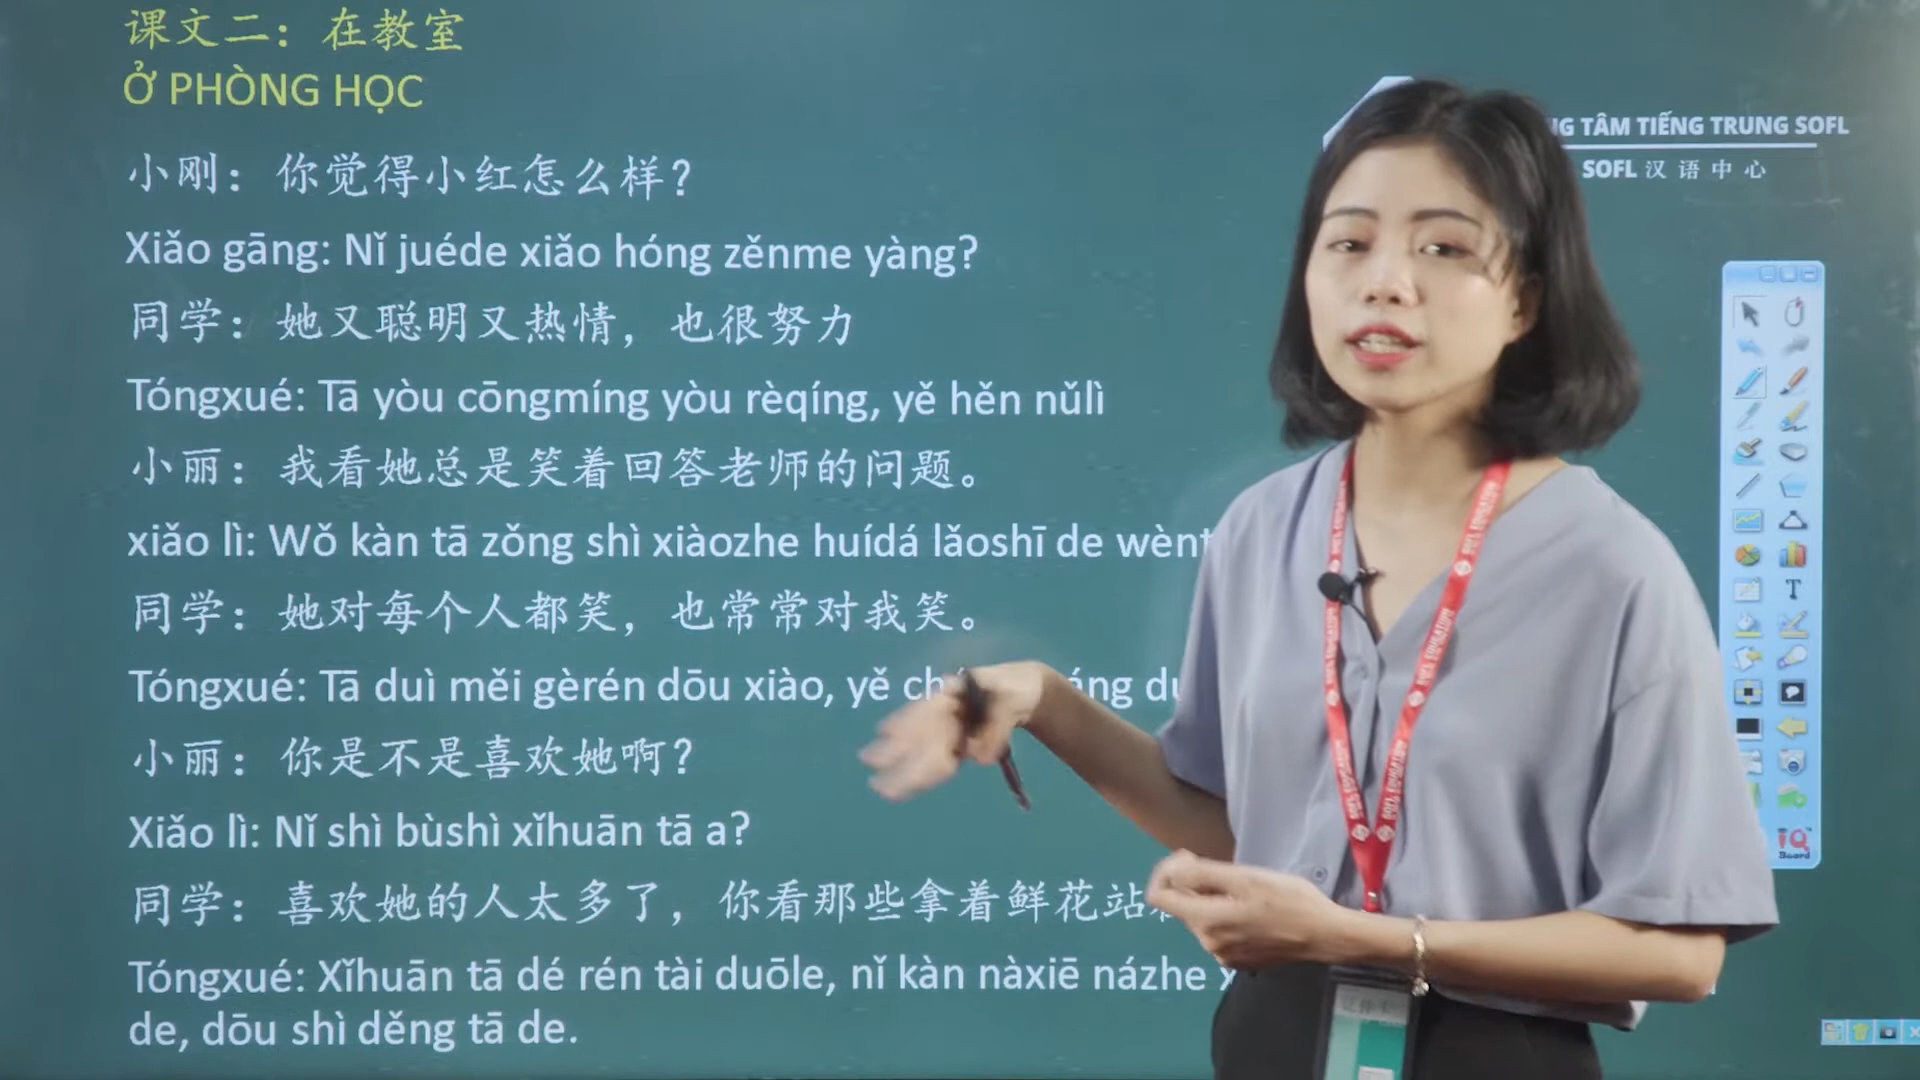 课文二：在教室
Ở PHÒNG HỌC
TÂM TIẾNG TRUNG SOFL
SOFL 汉语中心
小刚：你觉得小红怎么样？
Xiǎo gāng: Nǐ juéde xiǎo hóng zěnme yàng?
同学：她又聪明又热情，也很努力
Tóngxué: Tā yòu cōngmíng yòu rèqíng, yě hěn nǔlì
小丽：我看她总是笑着回答老师的问题。
xiǎo lì: Wǒ kàn tā zǒng shì xiàozhe huídá lǎoshī de
同学：她对每个人都笑，也常常对我笑。
Tóngxué: Tā duì měi gèrén dōu xiào, yě
小丽：你是不是喜欢她啊？
Xiǎo lì: Nǐ shì bùshì xǐhuān tā a?
同学：喜欢她的人太多了，你看那些拿着鲜花站
Tóngxué: Xǐhuān tā dé rén tài duōle, nǐ kàn nàxiē názhe
de, dōu shì děng tā de.
iQ
Board